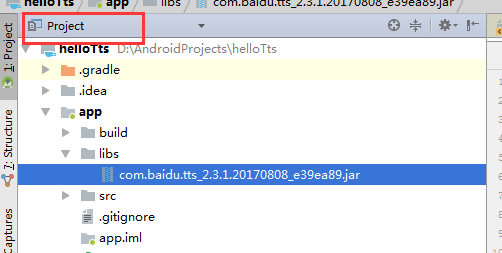 helloTts app libs com.baidu.tts_2.3.1.20170808_e39ea89.jar
Project
helloTts D:\AndroidProjects\helloTts
.gradle
.idea
app
build
libs
com.baidu.tts_2.3.1.20170808_e39ea89.jar
src
.gitignore
app.iml
1: Project
7: Structure
Captures